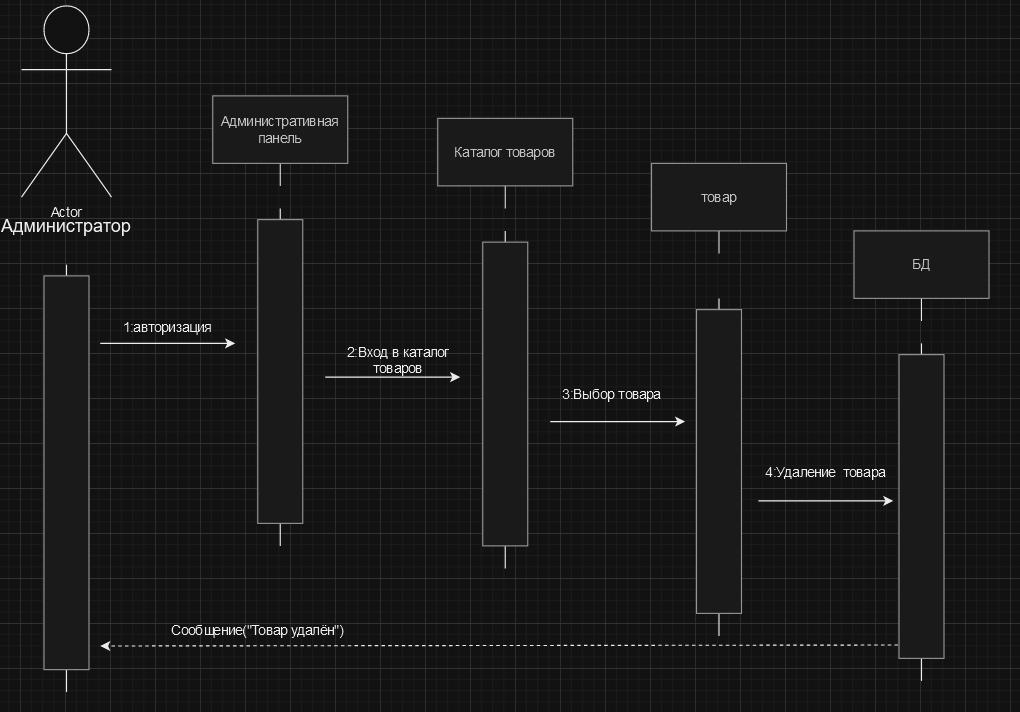 Административная
панель
Каталог товаров
товар
Actor
Администратор
БД
1:авторизация
2:Вход в каталог
товаров
3:Выбор товара
4:Удаление товара
Сообщение("Товар удалён")